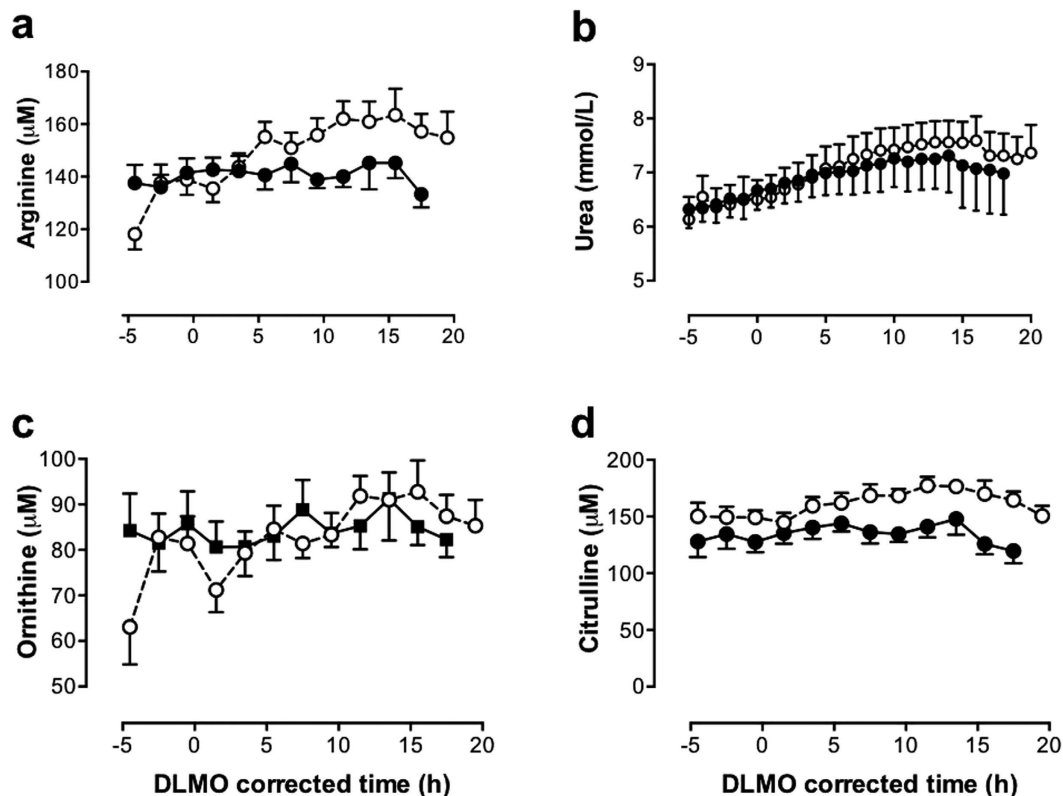 a
Arginine (μM)
180
160
140
120
100
-5 0 5 10 15 20
b
Urea (mmol/L)
9
8
7
6
5
-5 0 5 10 15 20
c
Ornithine (μM)
100
90
80
70
60
50
-5 0 5 10 15 20
DLMO corrected time (h)
d
Citrulline (μM)
200
150
100
50
0
-5 0 5 10 15 20
DLMO corrected time (h)